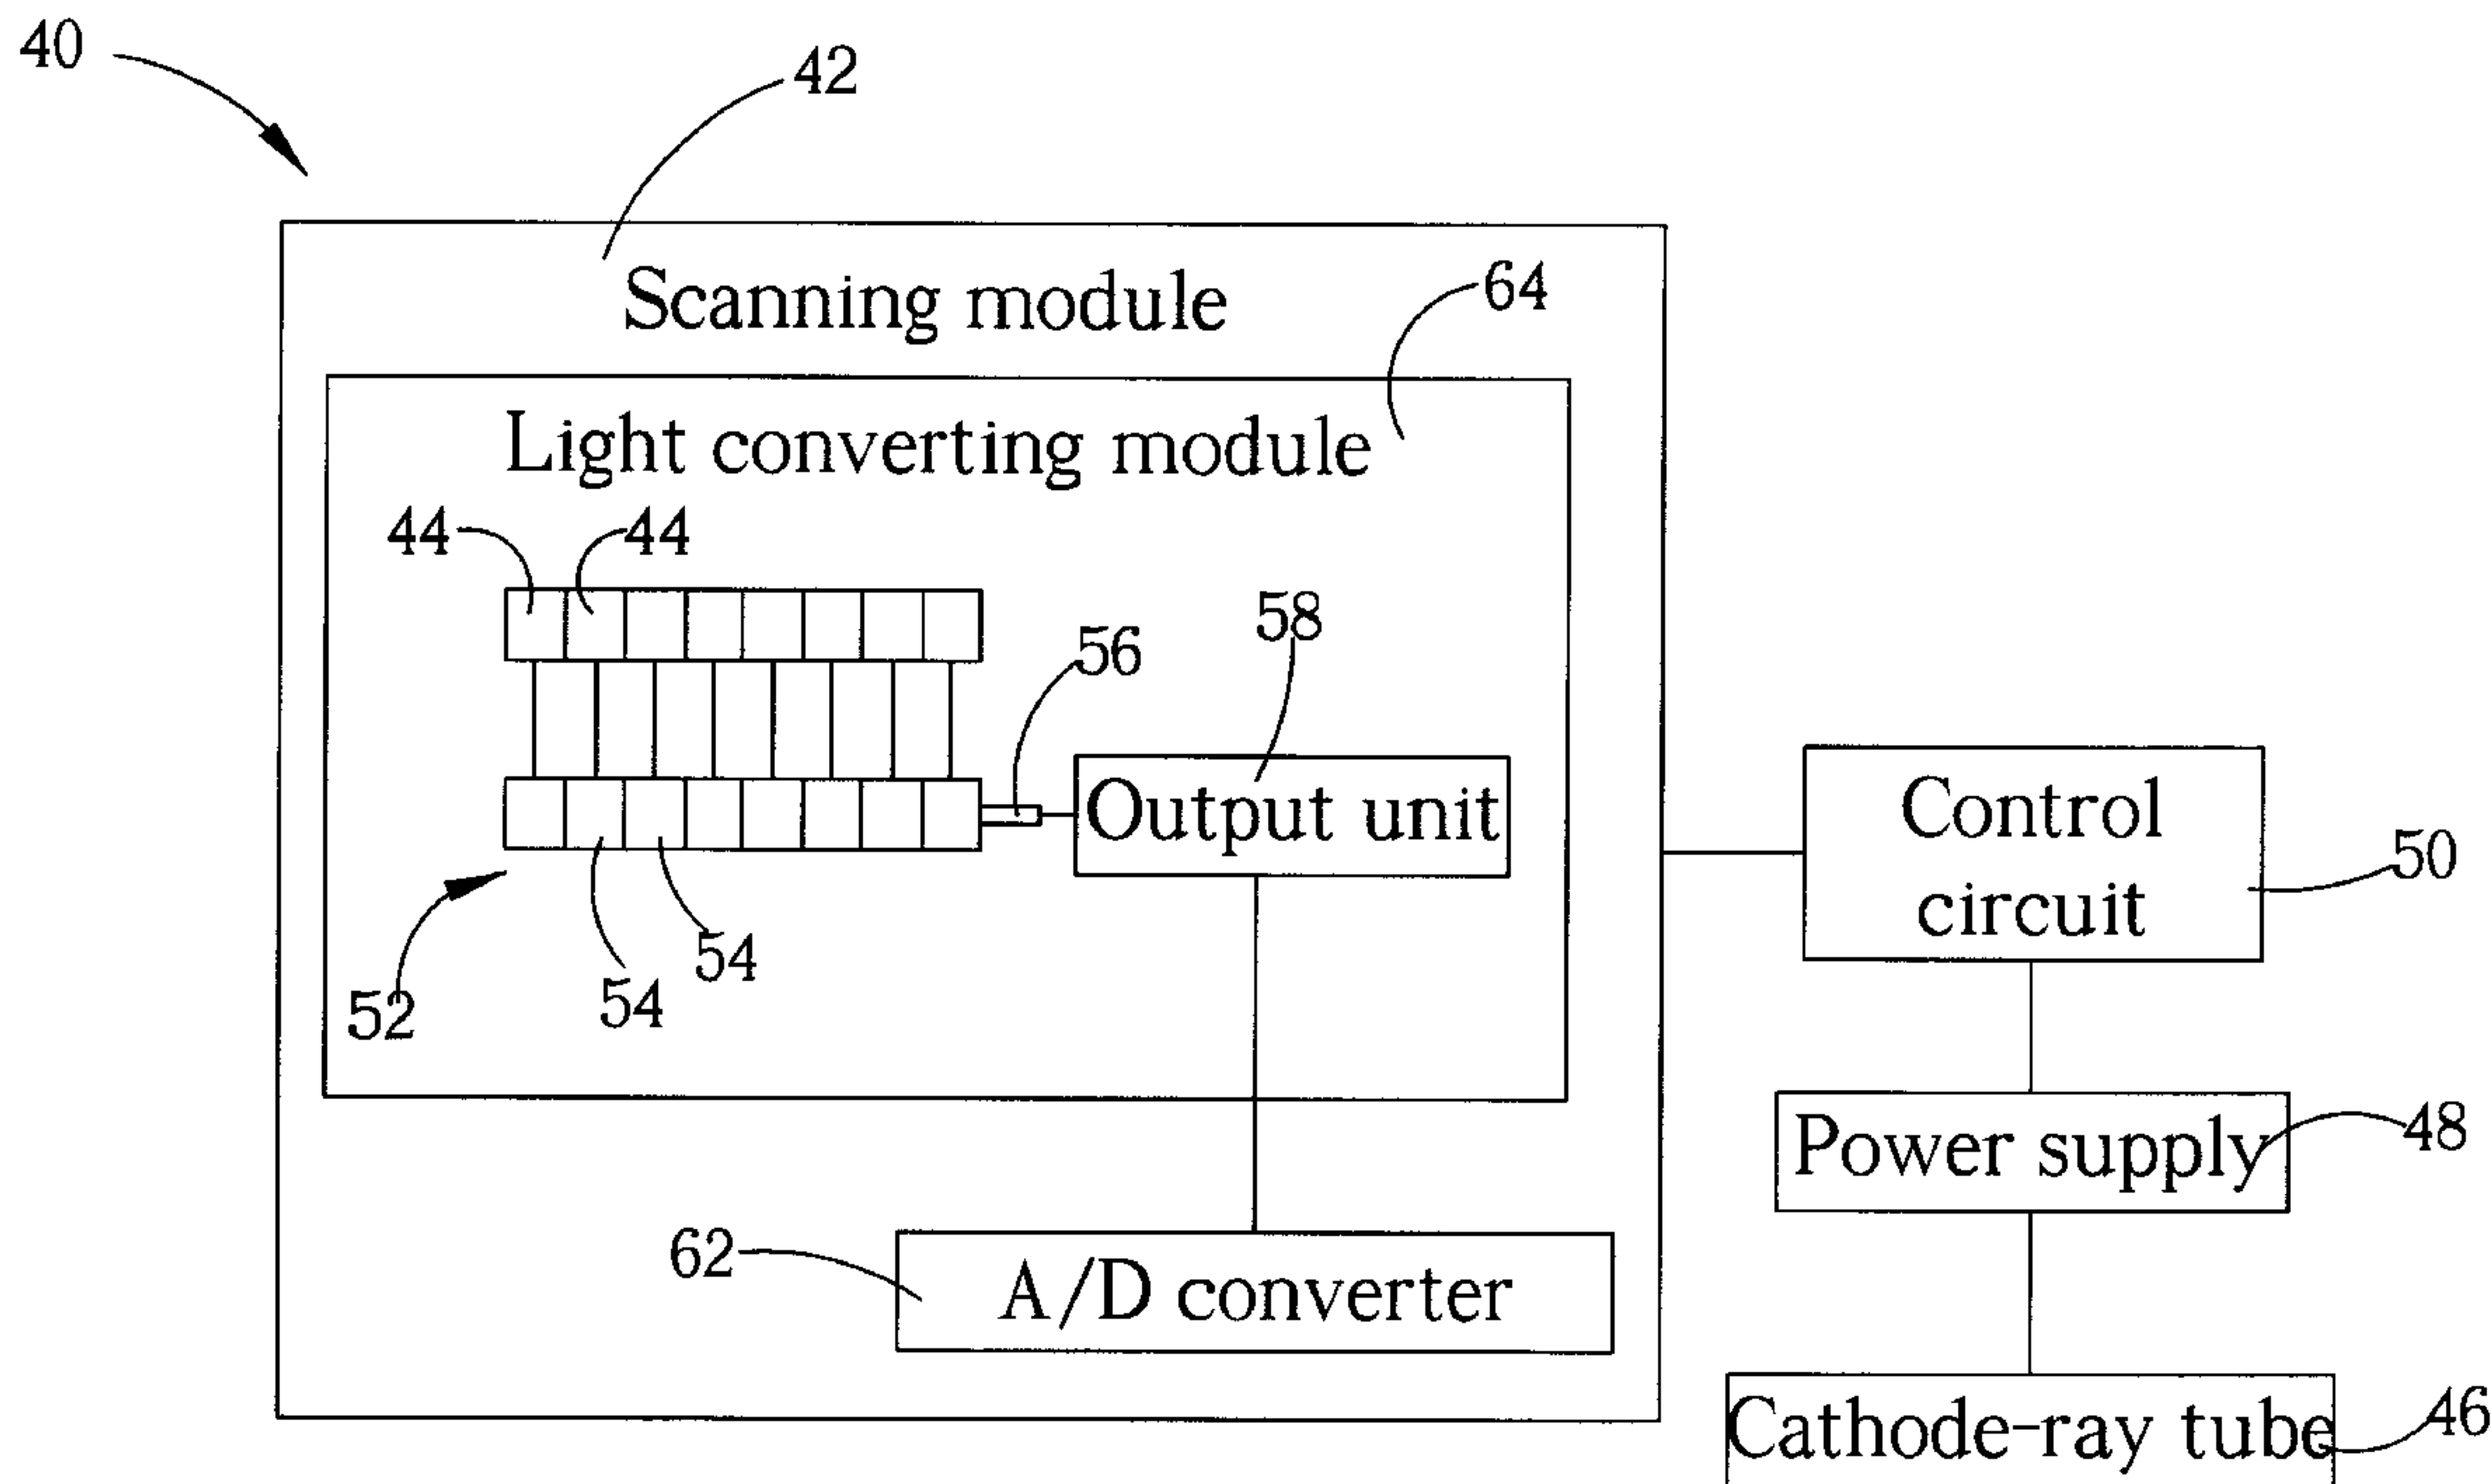 40
42
Scanning module
64
Light converting module
44
44
58
56
Output unit
Control
circuit
50
54
54
52
Power supply
48
62
A/D converter
Cathode-ray tube
46